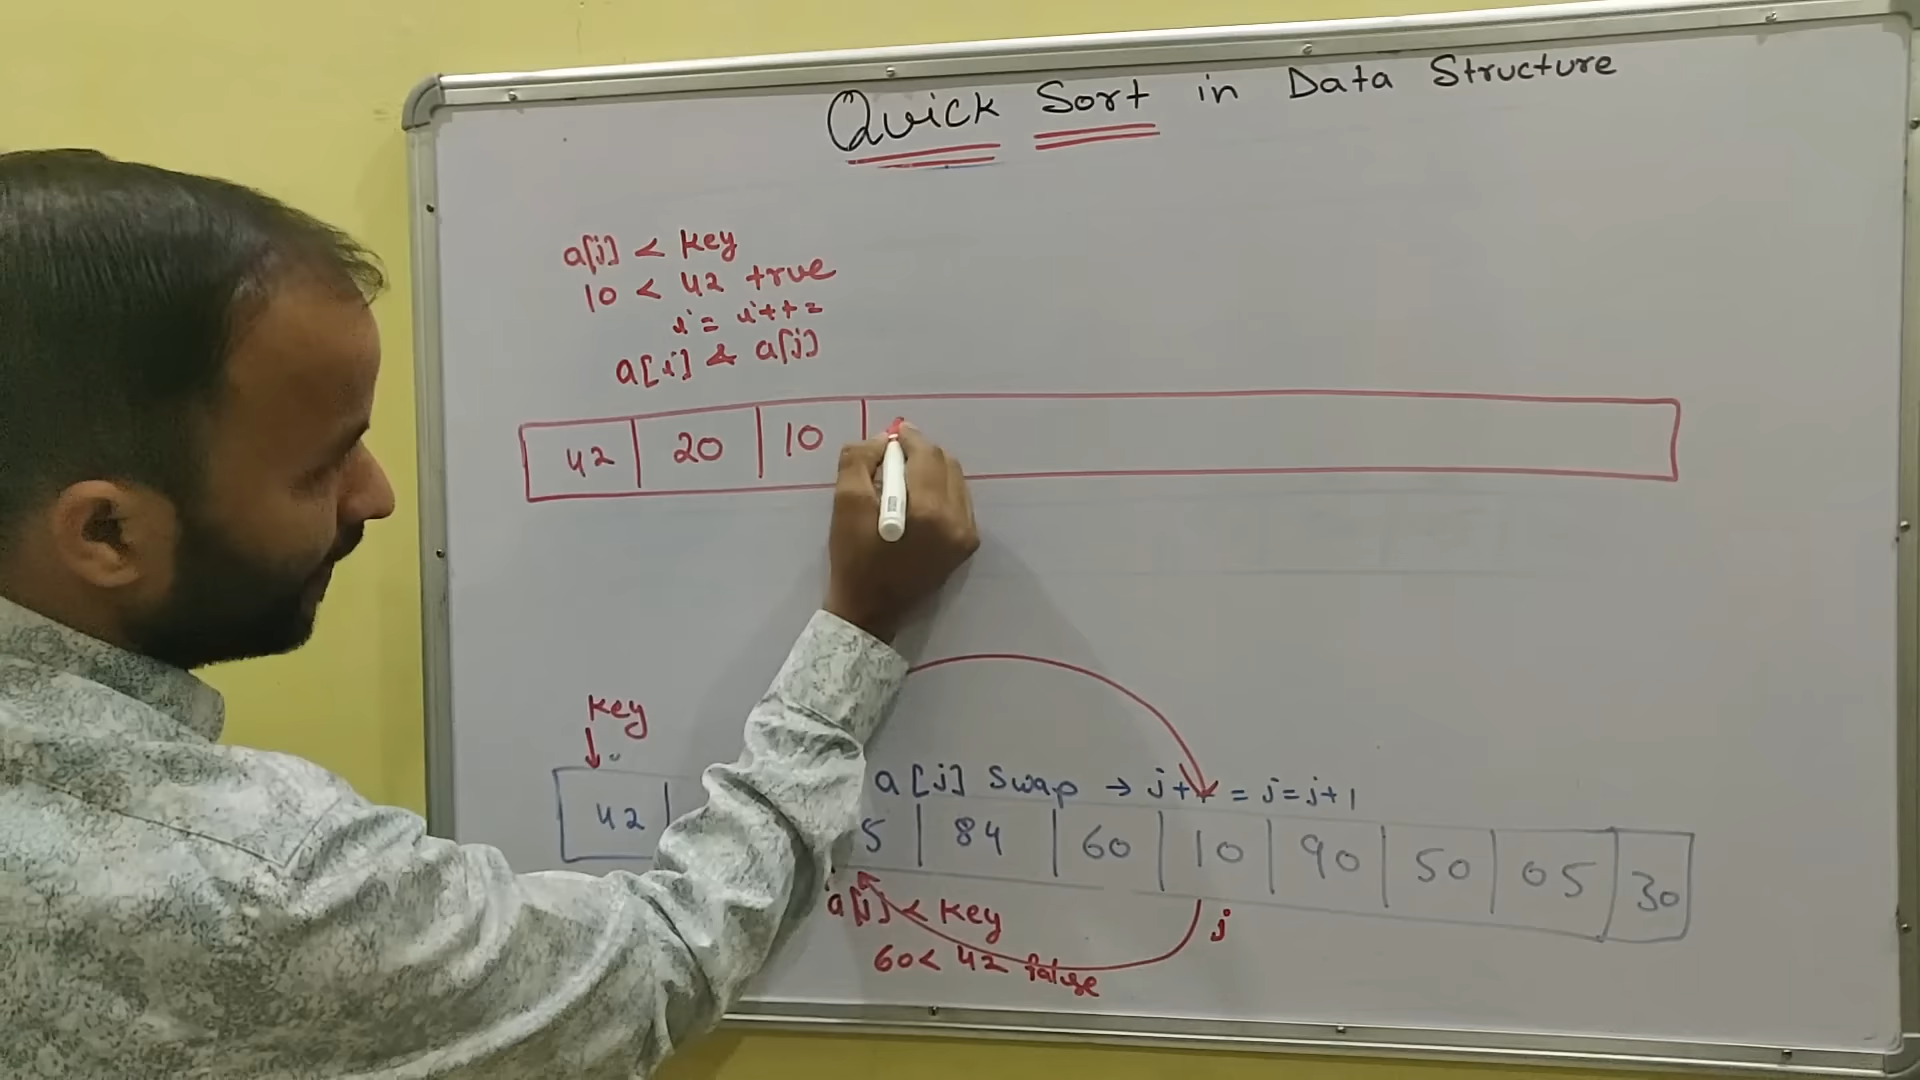 Quick Sort in Data Structure
a[j] < key
10 < 42 true
i = i++ =
a[i] & a[j]
42 20 10
key
a[j] Swap → j++ = j=j+1
42 5 84 60 10 90 50 05 30
a[j] < key
j
60 < 42 false